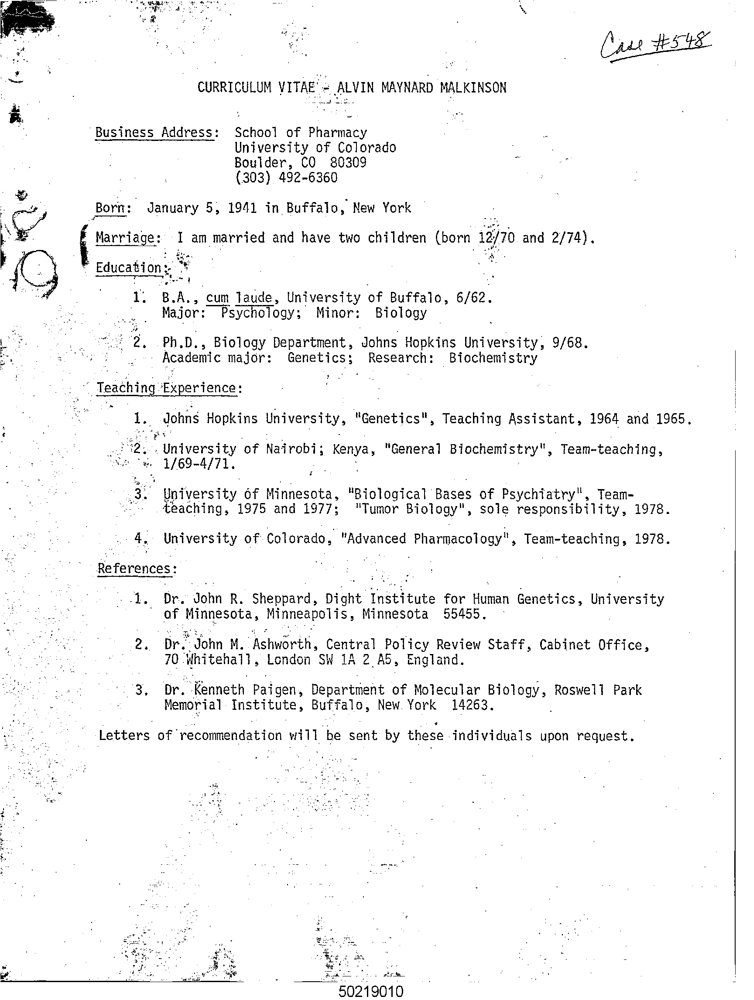 Case #548
CURRICULUM VITAE - ALVIN MAYNARD MALKINSON
Business Address: School of Pharmacy
University of Colorado
Boulder, CO 80309
(303) 492-6360
Born: January 5, 1941 in Buffalo, New York
Marriage: I am married and have two children (born 12/70 and 2/74).
Education:
1. B.A., cum laude, University of Buffalo, 6/62.
Major: Psychology; Minor: Biology
2. Ph.D., Biology Department, Johns Hopkins University, 9/68.
Academic major: Genetics; Research: Biochemistry
Teaching Experience:
1. Johns Hopkins University, "Genetics", Teaching Assistant, 1964 and 1965.
2. University of Nairobi; Kenya, "General Biochemistry", Team-teaching,
1/69-4/71.
3. University of Minnesota, "Biological Bases of Psychiatry", Team-
teaching, 1975 and 1977; "Tumor Biology", sole responsibility, 1978.
4. University of Colorado, "Advanced Pharmacology", Team-teaching, 1978.
References:
1. Dr. John R. Sheppard, Dight Institute for Human Genetics, University
of Minnesota, Minneapolis, Minnesota 55455.
2. Dr. John M. Ashworth, Central Policy Review Staff, Cabinet Office,
70 Whitehall, London SW 1A 2 A5, England.
3. Dr. Kenneth Paigen, Department of Molecular Biology, Roswell Park
Memorial Institute, Buffalo, New York 14263.
Letters of recommendation will be sent by these individuals upon request.
50219010